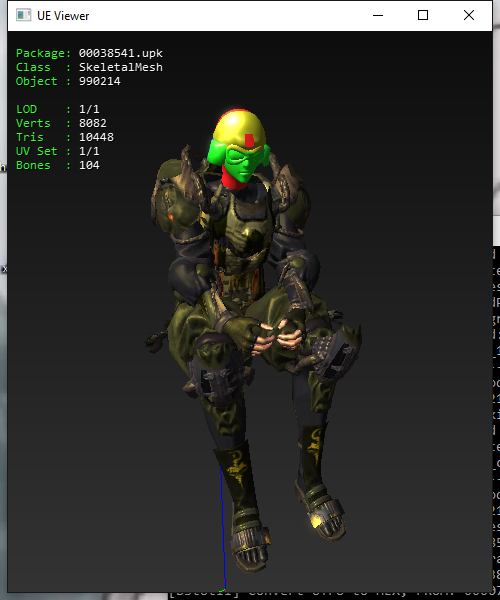 UE Viewer
Package: 00038541.upk
Class : SkeletalMesh
Object : 990214
LOD : 1/1
Verts : 8082
Tris : 10448
UV Set : 1/1
Bones : 104